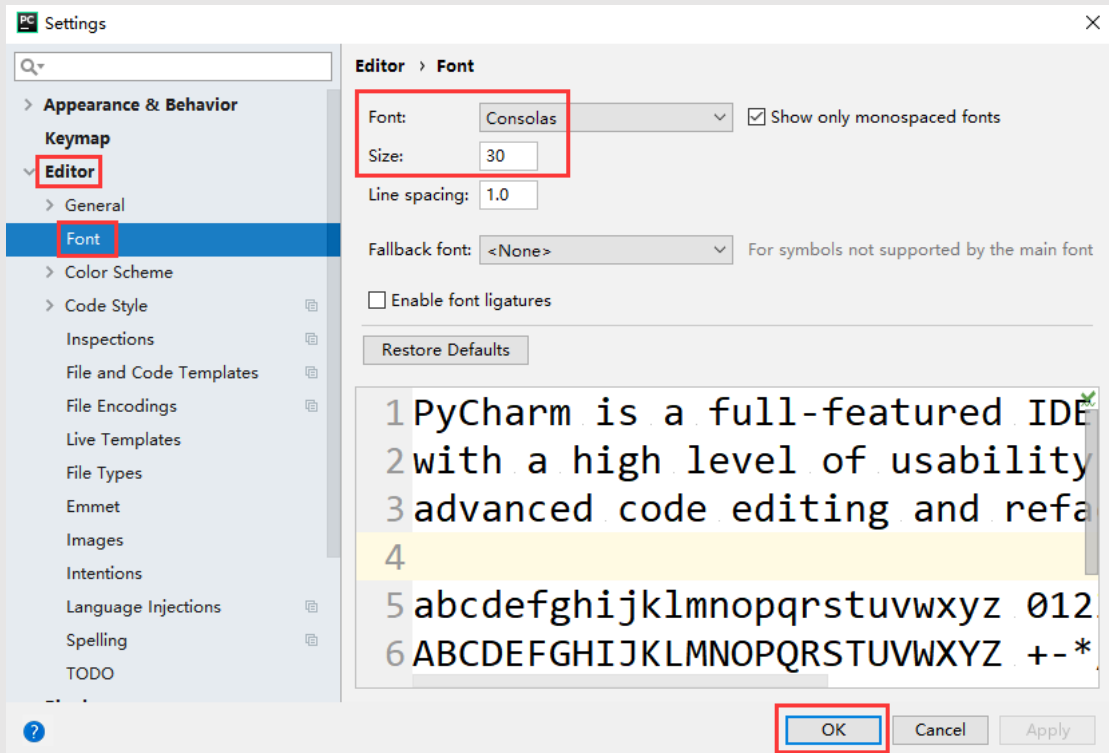 PC Settings
Appearance & Behavior
Keymap
Editor
General
Font
Color Scheme
Code Style
Inspections
File and Code Templates
File Encodings
Live Templates
File Types
Emmet
Images
Intentions
Language Injections
Spelling
TODO
Editor › Font
Font: Consolas Show only monospaced fonts
Size: 30
Line spacing: 1.0
Fallback font: <None> For symbols not supported by the main font
Enable font ligatures
Restore Defaults
1 PyCharm is a full-featured IDE
2 with a high level of usability
3 advanced code editing and refa
4
5 abcdefghijklmnopqrstuvwxyz 012
6 ABCDEFGHIJKLMNOPQRSTUVWXYZ +-*
? OK Cancel Apply